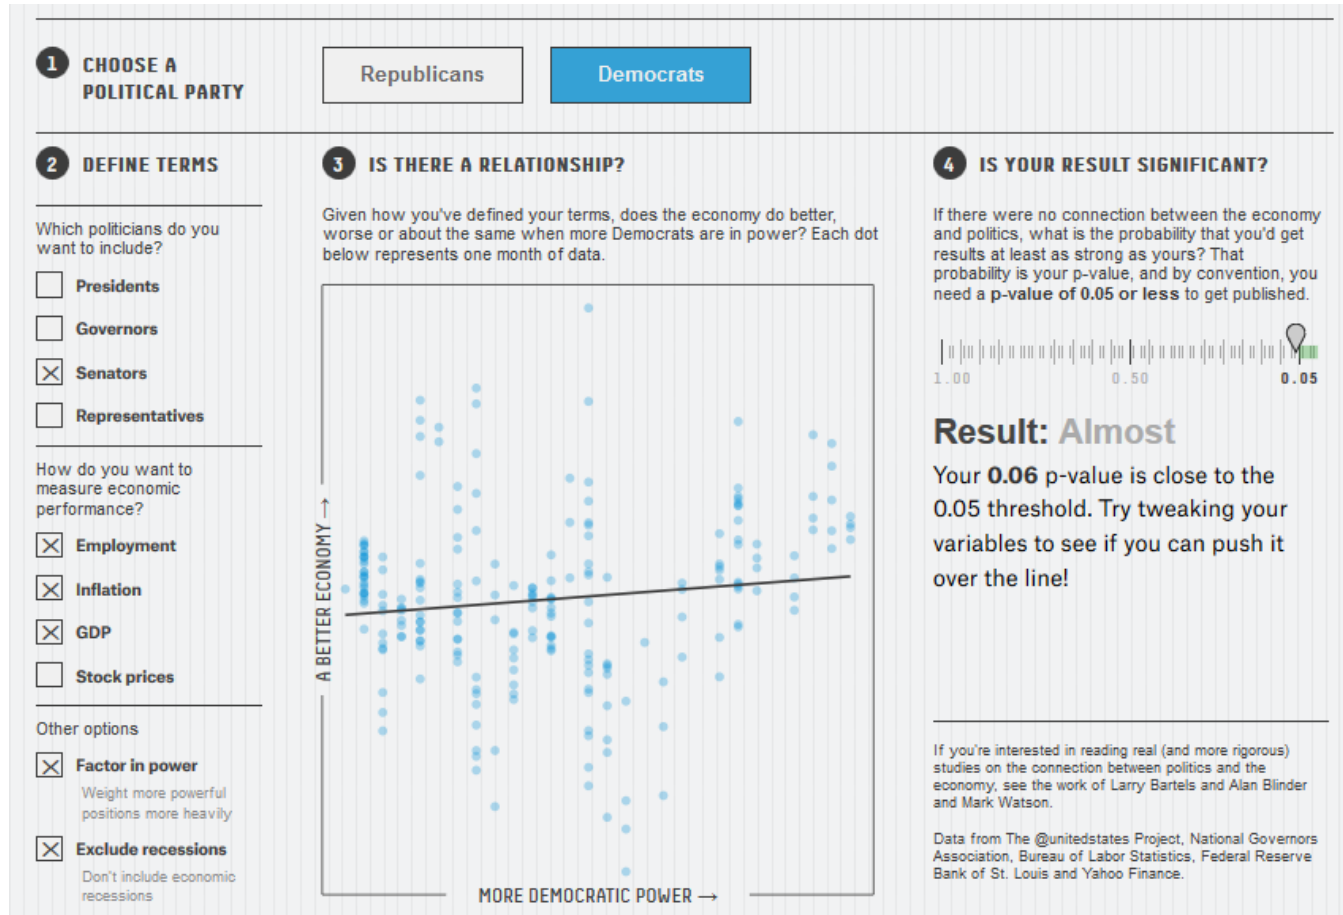 1 CHOOSE A
POLITICAL PARTY
Republicans
Democrats
2 DEFINE TERMS
Which politicians do you
want to include?
Presidents
Governors
Senators
Representatives
How do you want to
measure economic
performance?
Employment
Inflation
GDP
Stock prices
Other options
Factor in power
Weight more powerful
positions more heavily
Exclude recessions
Don't include economic
recessions
3 IS THERE A RELATIONSHIP?
Given how you've defined your terms, does the economy do better,
worse or about the same when more Democrats are in power? Each dot
below represents one month of data.
A BETTER ECONOMY →
MORE DEMOCRATIC POWER →
4 IS YOUR RESULT SIGNIFICANT?
If there were no connection between the economy
and politics, what is the probability that you'd get
results at least as strong as yours? That
probability is your p-value, and by convention, you
need a p-value of 0.05 or less to get published.
1.00 0.50 0.05
Result: Almost
Your 0.06 p-value is close to the
0.05 threshold. Try tweaking your
variables to see if you can push it
over the line!
If you're interested in reading real (and more rigorous)
studies on the connection between politics and the
economy, see the work of Larry Bartels and Alan Blinder
and Mark Watson.
Data from The @unitedstates Project, National Governors
Association, Bureau of Labor Statistics, Federal Reserve
Bank of St. Louis and Yahoo Finance.